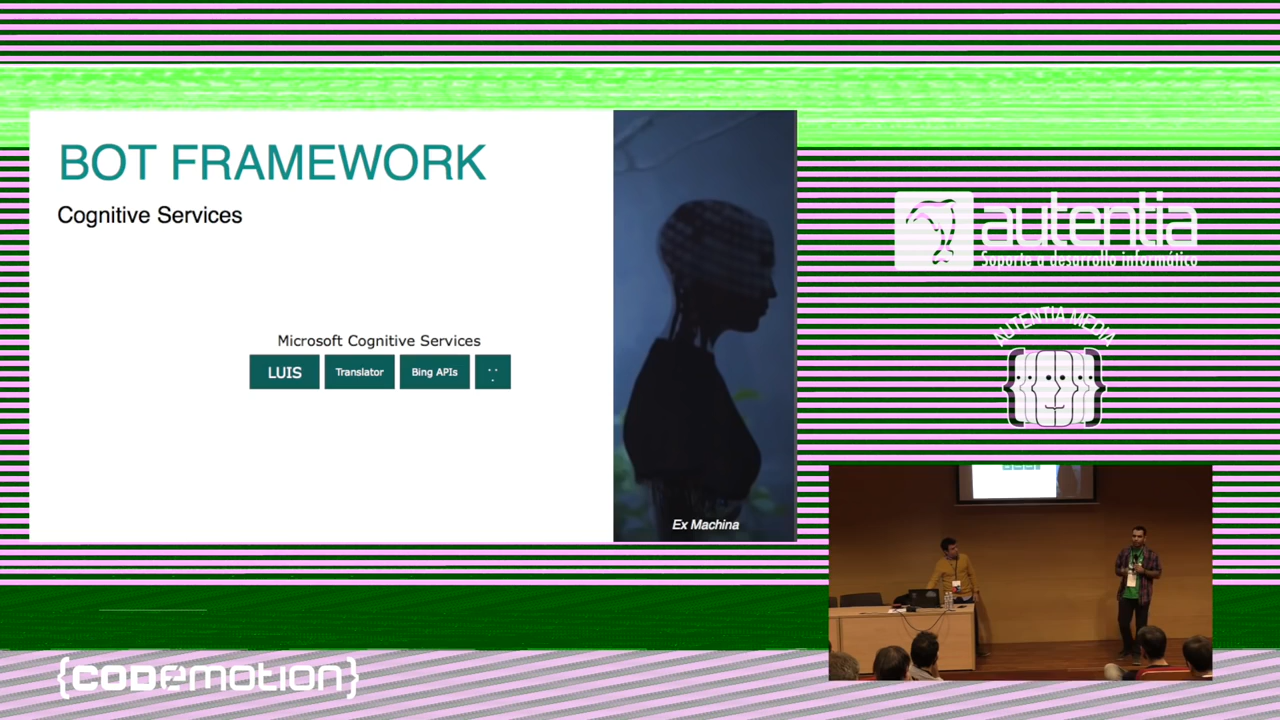 BOT FRAMEWORK
Cognitive Services
Microsoft Cognitive Services
LUIS
Translator
Bing APIs
Ex Machina
autentia
Soporte a desarrollo informático
AUTENTIA MEDIA
{CODEMOTION}